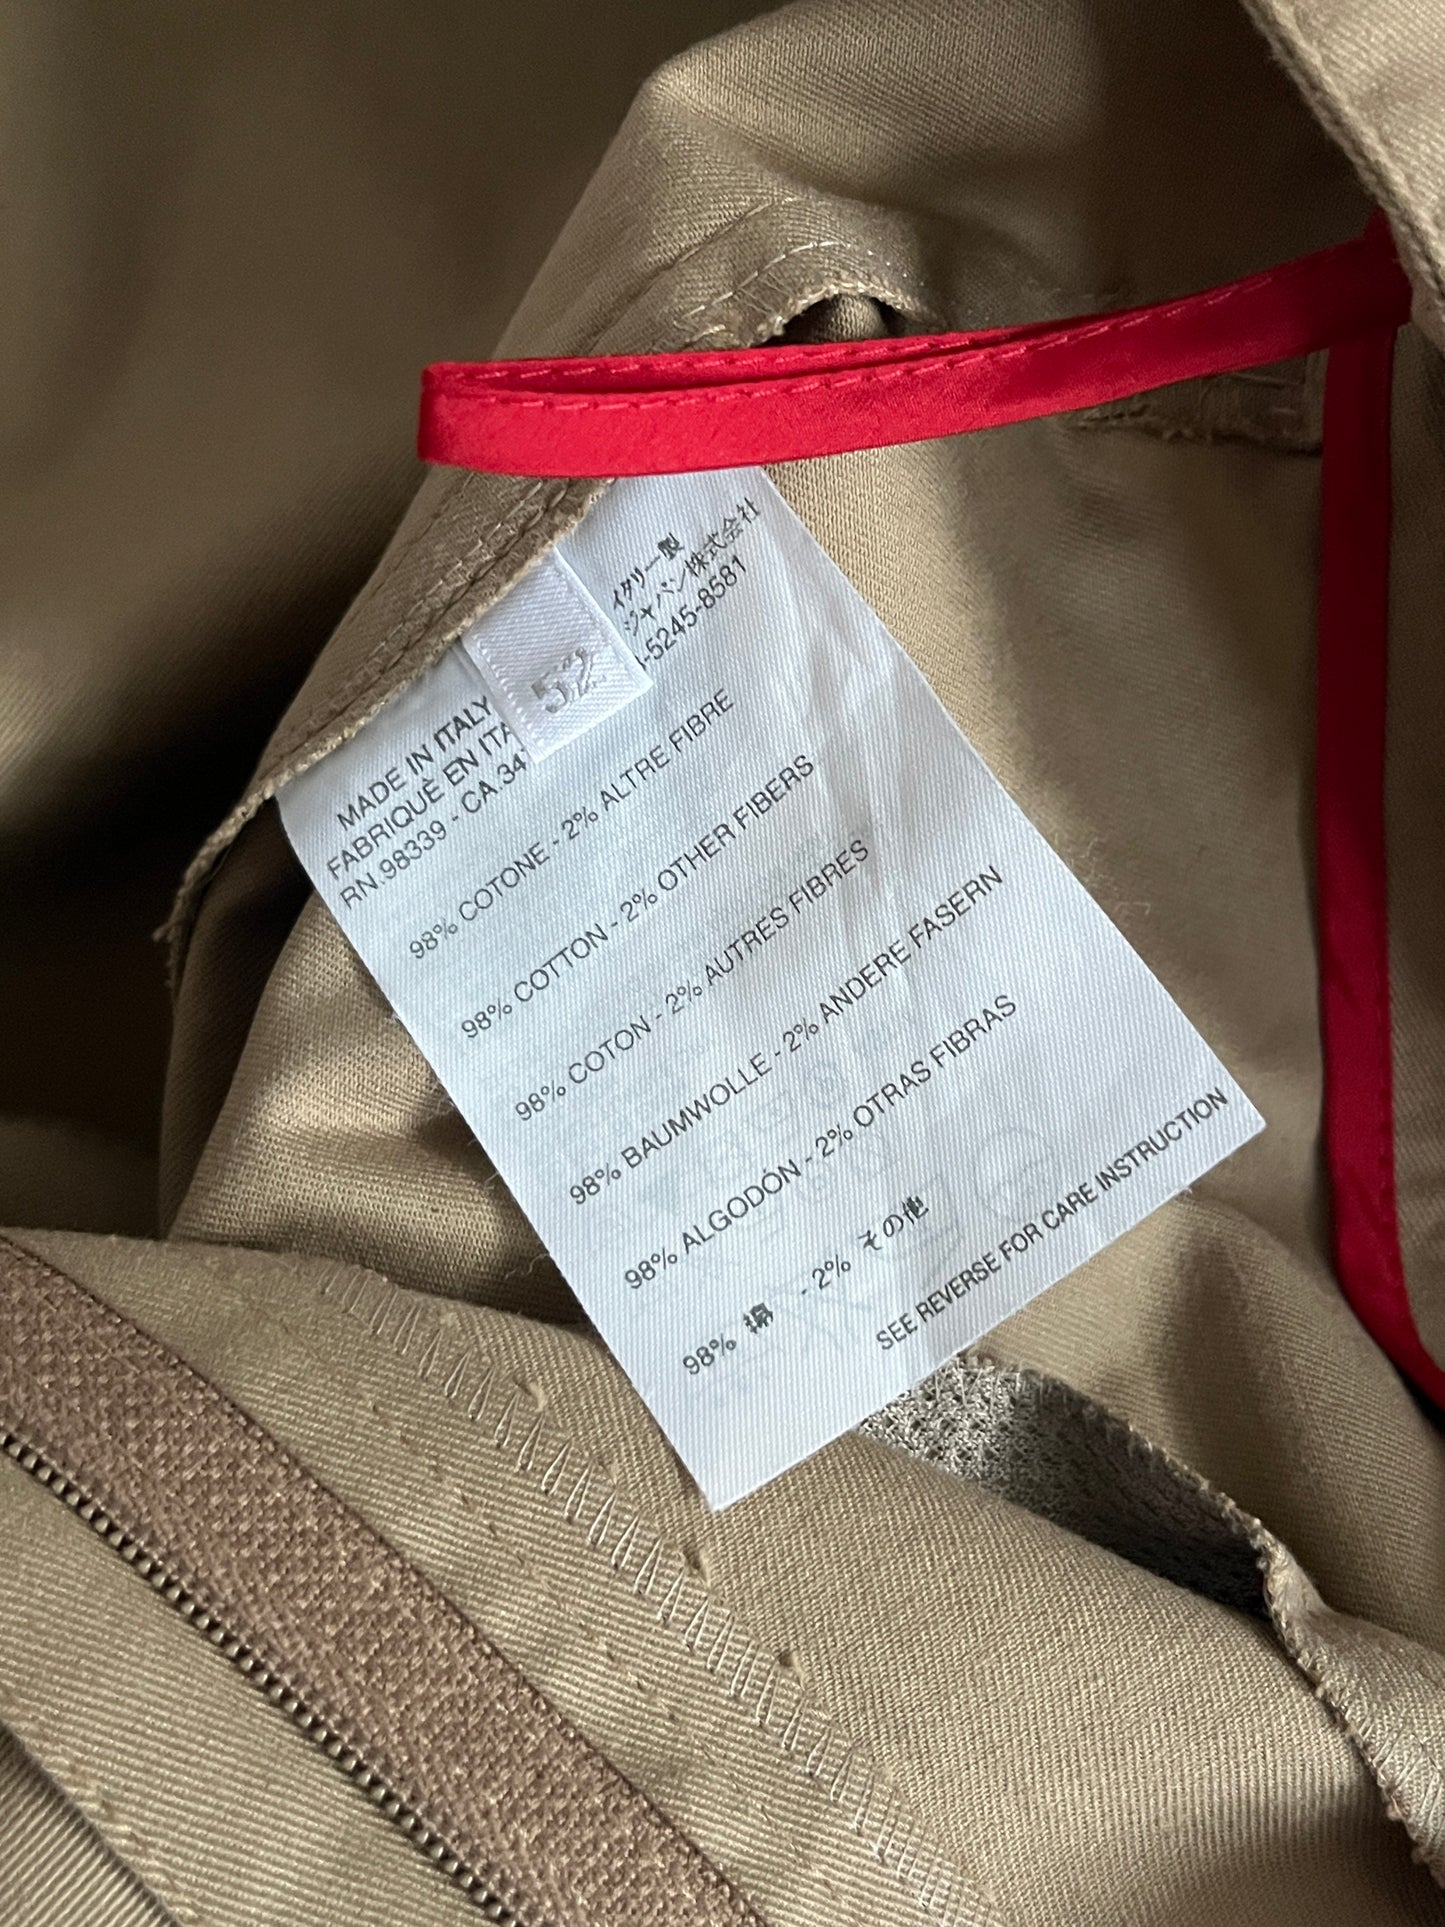 イタリー製
ジャパン株式会社
-5245-8581
52
MADE IN ITALY
FABRIQUÈ EN ITA
RN.98339 - CA 34
98% COTONE - 2% ALTRE FIBRE
98% COTTON - 2% OTHER FIBERS
98% COTON - 2% AUTRES FIBRES
98% BAUMWOLLE - 2% ANDERE FASERN
98% ALGODÓN - 2% OTRAS FIBRAS
98% 綿 - 2% その他
SEE REVERSE FOR CARE INSTRUCTION